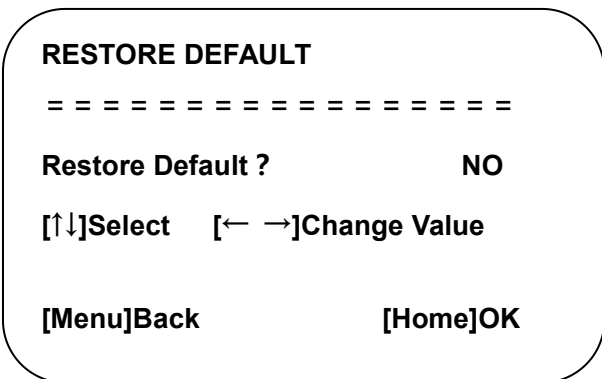 RESTORE DEFAULT
= = = = = = = = = = = = = = = = =
Restore Default？ NO
[↑↓]Select [← →]Change Value
[Menu]Back [Home]OK